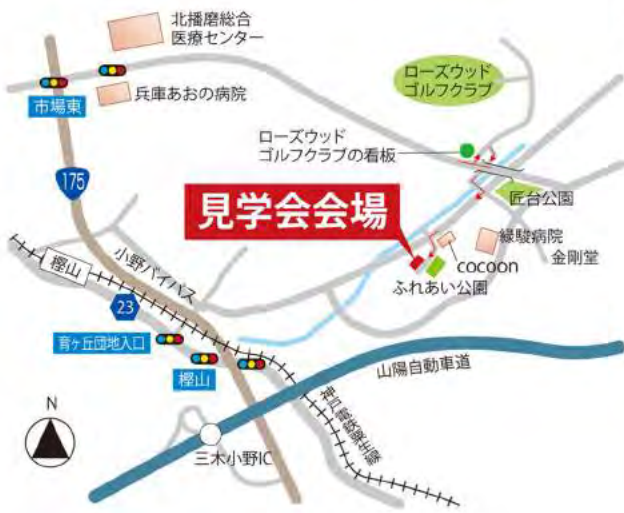 北播磨総合
医療センター
兵庫あおの病院
市場東
ローズウッド
ゴルフクラブ
ローズウッド
ゴルフクラブの看板
175
匠台公園
見学会会場
緑駿病院
金剛堂
cocoon
ふれあい公園
小野バイパス
樫山
23
育ヶ丘団地入口
樫山
山陽自動車道
神戸電鉄粟生線
N
三木小野IC